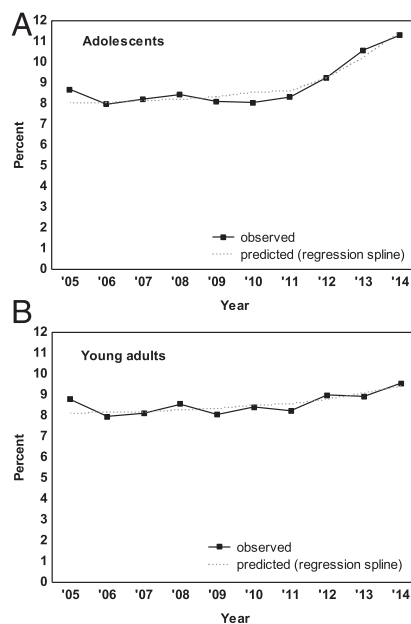 A
Adolescents
12
11
10
9
8
7
6
5
4
3
2
1
0
Percent
observed
predicted (regression spline)
'05 '06 '07 '08 '09 '10 '11 '12 '13 '14
Year
B
Young adults
12
11
10
9
8
7
6
5
4
3
2
1
0
Percent
observed
predicted (regression spline)
'05 '06 '07 '08 '09 '10 '11 '12 '13 '14
Year